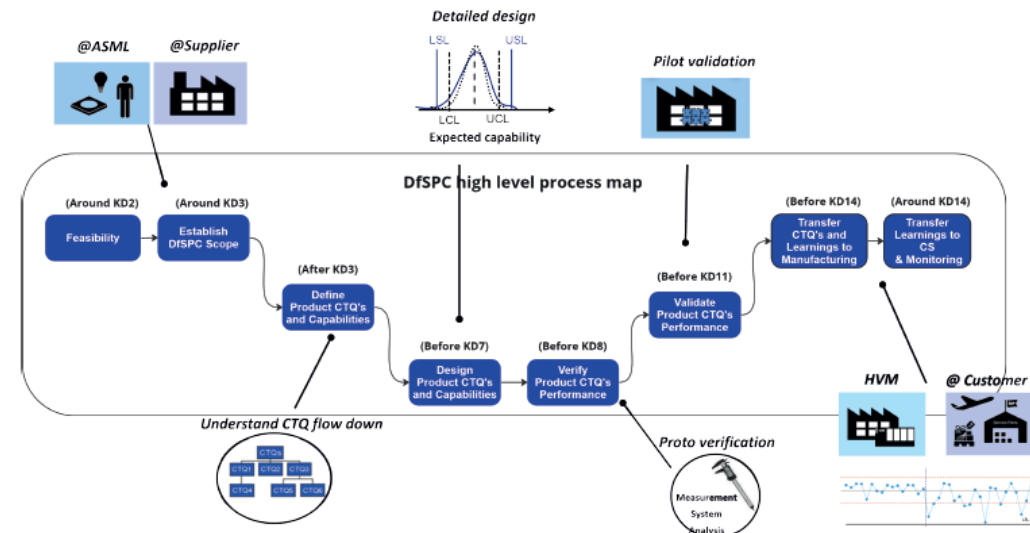 Detailed design
@ASML
@Supplier
LSL
USL
Pilot validation
LCL
UCL
Expected capability
DfSPC high level process map
(Around KD2)
(Around KD3)
(Before KD14)
(Around KD14)
Feasibility
Establish
DfSPC Scope
Transfer
CTQ's and
Learnings to
Manufacturing
Transfer
Learnings to
CS
& Monitoring
(After KD3)
(Before KD11)
Define
Product CTQ's
and Capabilities
Validate
Product CTQ's
Performance
(Before KD7)
(Before KD8)
Design
Product CTQ's
and Capabilities
Verify
Product CTQ's
Performance
HVM
@ Customer
Understand CTQ flow down
CTQs
CTQ1
CTQ2
CTQ3
CTQ4
CTQ5
CTQ6
Proto verification
Measurement
System
Analysis